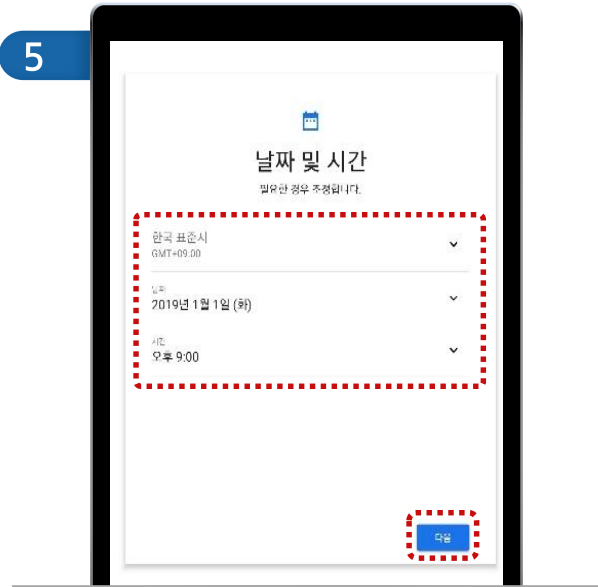 5
날짜 및 시간
필요한 경우 조정합니다.
한국 표준시
GMT+09:00
날짜
2019년 1월 1일 (화)
시간
오후 9:00
다음